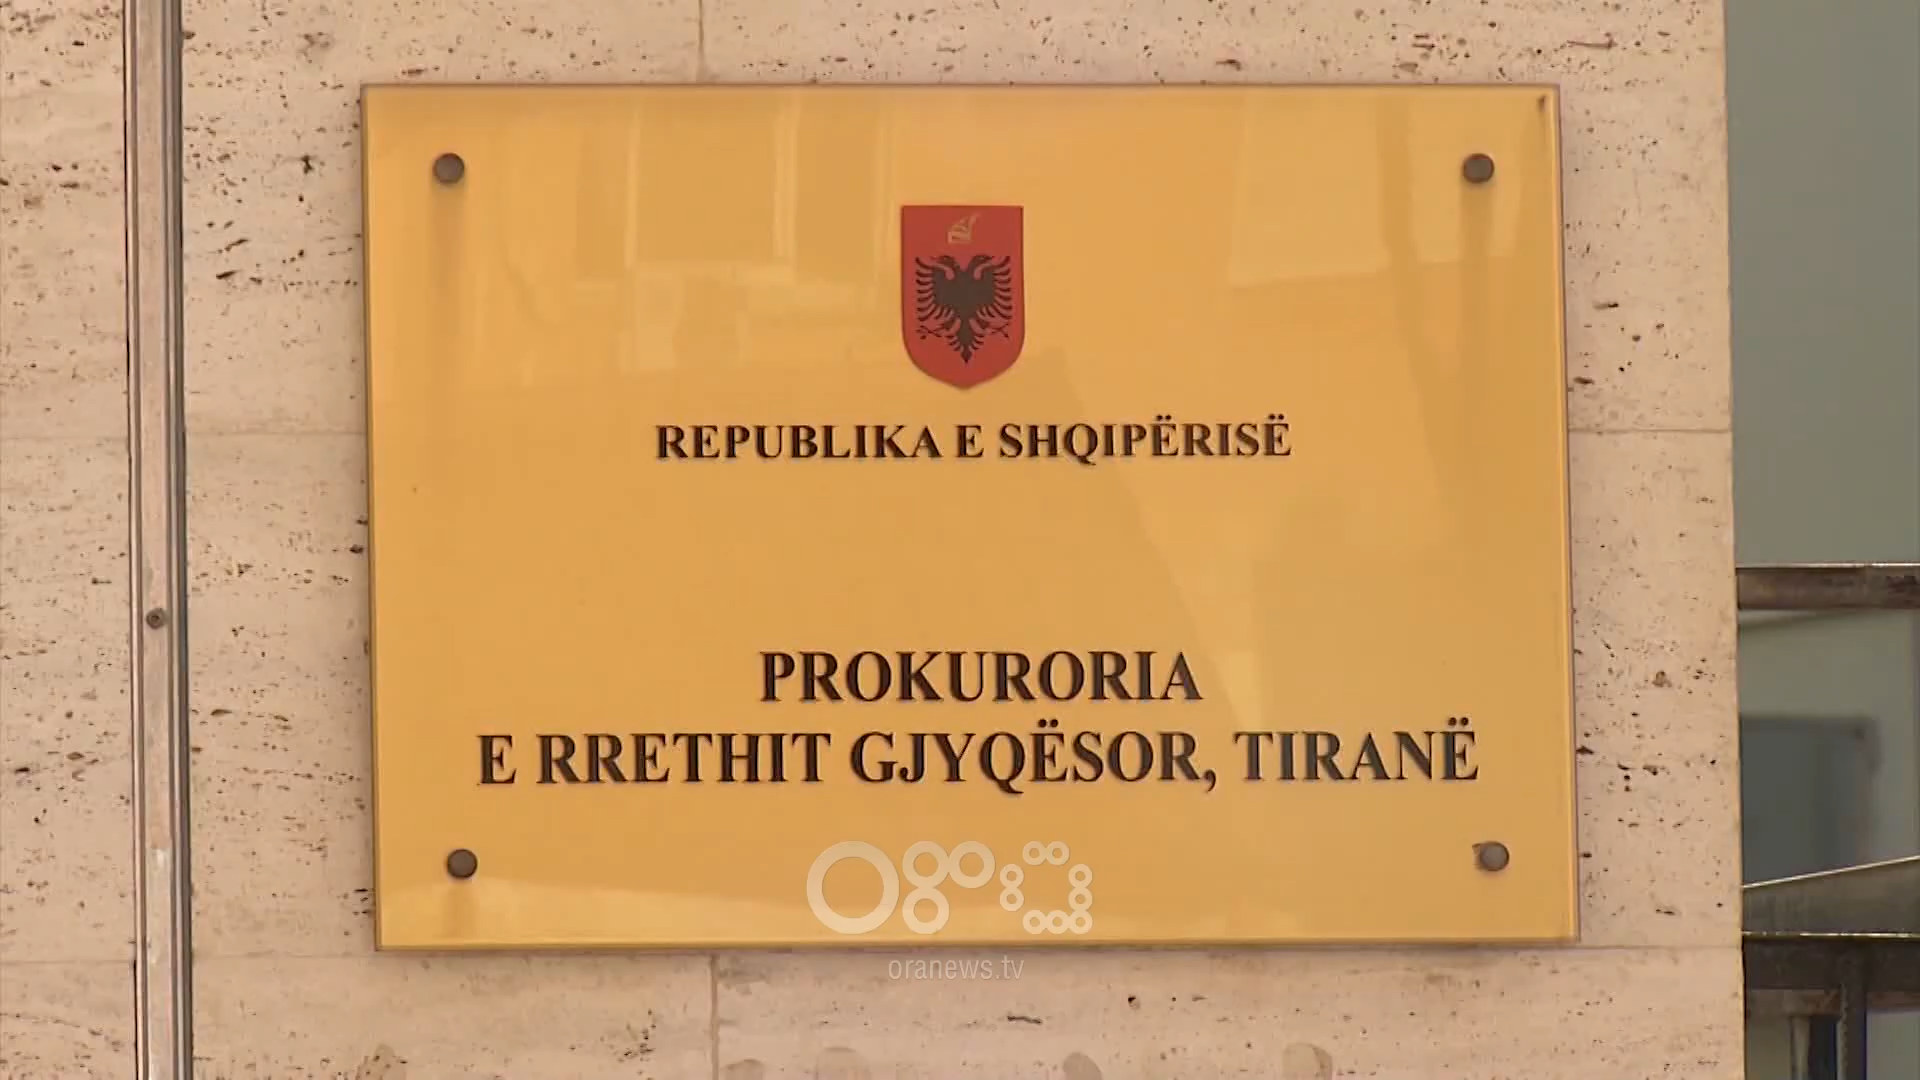 REPUBLIKA E SHQIPËRISË
PROKURORIA
E RRETHIT GJYQËSOR, TIRANË
oranews.tv